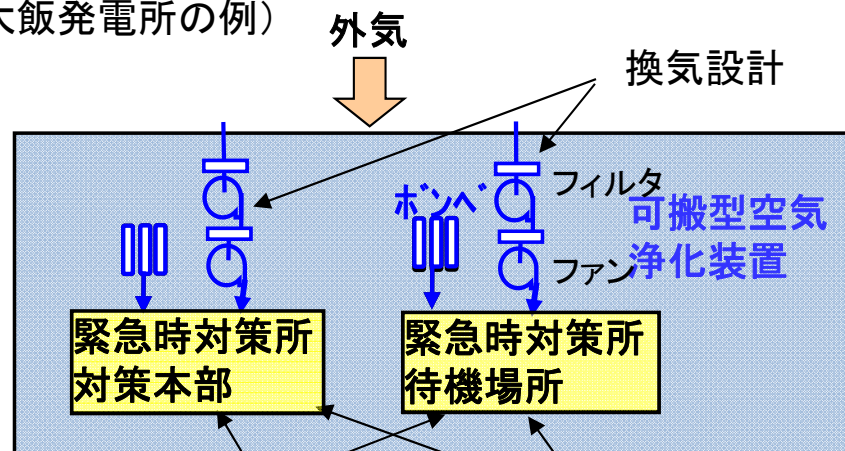 大飯発電所の例）
外気
換気設計
ボンベ
フィルタ
可搬型空気
浄化装置
ファン
緊急時対策所
対策本部
緊急時対策所
待機場所